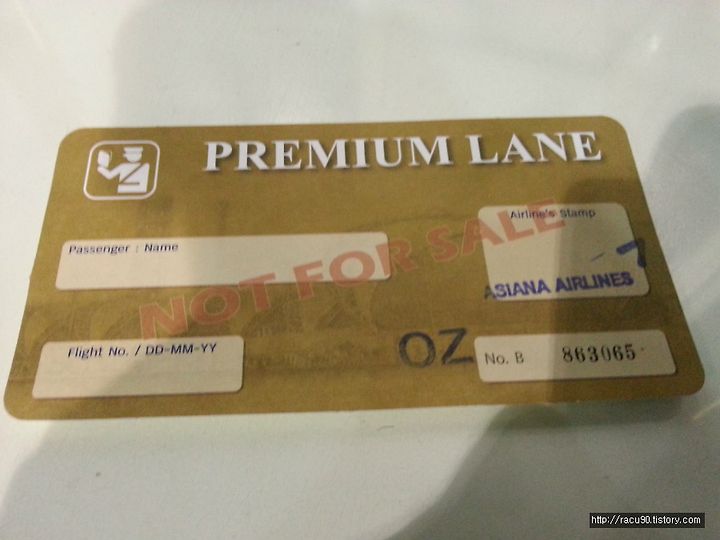 PREMIUM LANE
Airline's Stamp
Passenger : Name
NOT FOR SALE
ASIANA AIRLINES
Flight No. / DD-MM-YY
OZ
No. B 863065
http://racu90.tistory.com